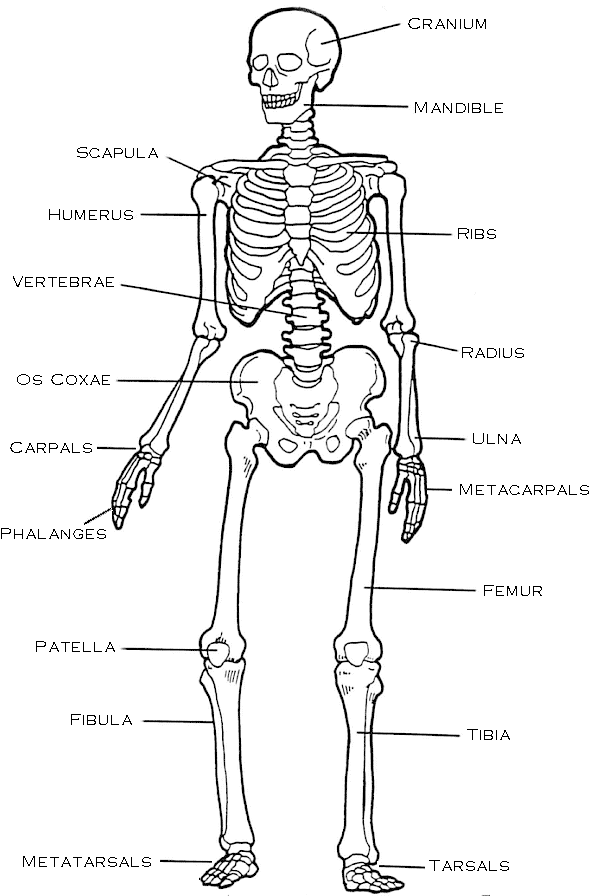 CRANIUM
MANDIBLE
SCAPULA
HUMERUS
RIBS
VERTEBRAE
RADIUS
OS COXAE
ULNA
CARPALS
METACARPALS
PHALANGES
FEMUR
PATELLA
FIBULA
TIBIA
METATARSALS
TARSALS